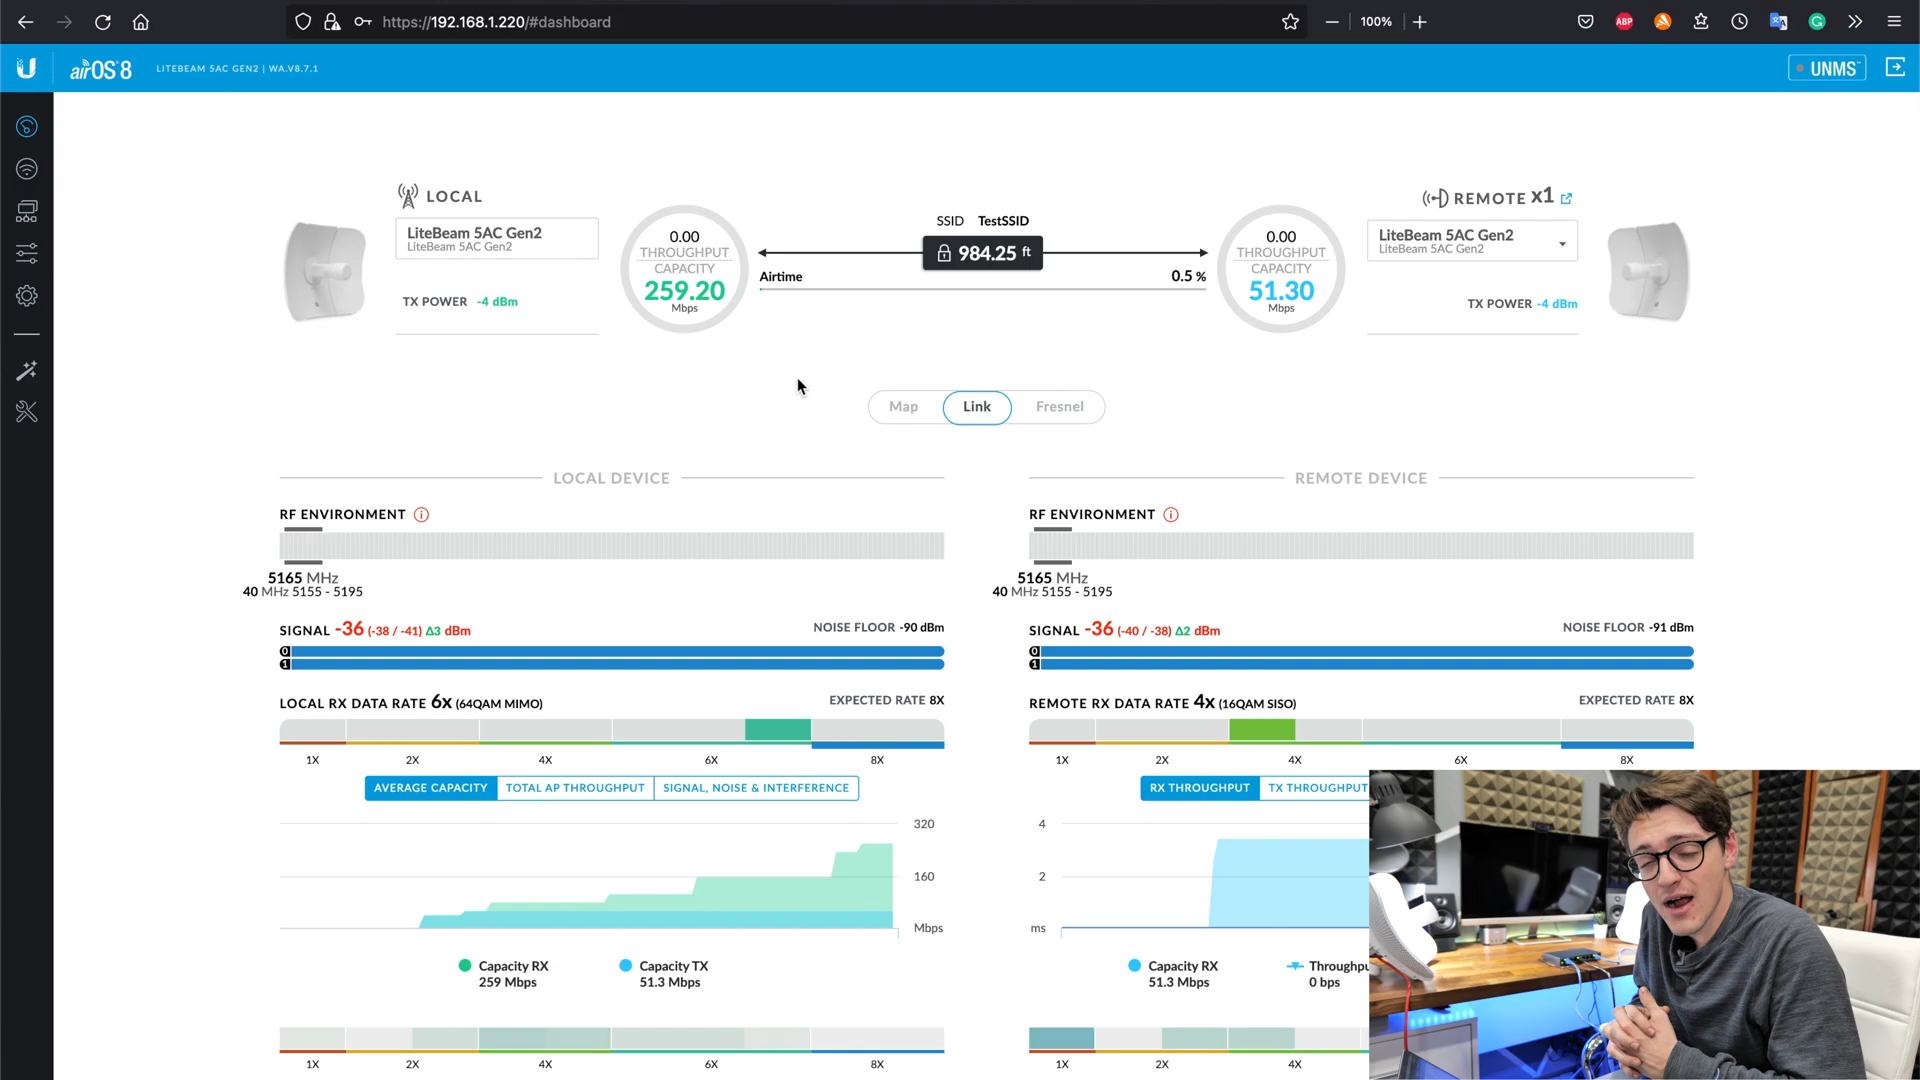 https://192.168.1.220/#dashboard
100%
ABP
airOS 8
LITEBEAM 5AC GEN2 | WA.V8.7.1
UNMS
LOCAL
LiteBeam 5AC Gen2
LiteBeam 5AC Gen2
TX POWER -4 dBm
0.00
THROUGHPUT
CAPACITY
259.20
Mbps
SSID TestSSID
984.25 ft
Airtime 0.5 %
0.00
THROUGHPUT
CAPACITY
51.30
Mbps
REMOTE x1
LiteBeam 5AC Gen2
LiteBeam 5AC Gen2
TX POWER -4 dBm
Map Link Fresnel
LOCAL DEVICE
RF ENVIRONMENT
5165 MHz
40 MHz 5155 - 5195
SIGNAL -36 (-38 / -41) Δ3 dBm
NOISE FLOOR -90 dBm
0
1
LOCAL RX DATA RATE 6x (64QAM MIMO)
EXPECTED RATE 8X
1X 2X 4X 6X 8X
AVERAGE CAPACITY TOTAL AP THROUGHPUT SIGNAL, NOISE & INTERFERENCE
320
160
Mbps
Capacity RX
259 Mbps
Capacity TX
51.3 Mbps
1X 2X 4X 6X 8X
REMOTE DEVICE
RF ENVIRONMENT
5165 MHz
40 MHz 5155 - 5195
SIGNAL -36 (-40 / -38) Δ2 dBm
NOISE FLOOR -91 dBm
0
1
REMOTE RX DATA RATE 4x (16QAM SISO)
EXPECTED RATE 8X
1X 2X 4X 6X 8X
RX THROUGHPUT TX THROUGHPUT
4
2
ms
Capacity RX
51.3 Mbps
Throughpu
0 bps
1X 2X 4X